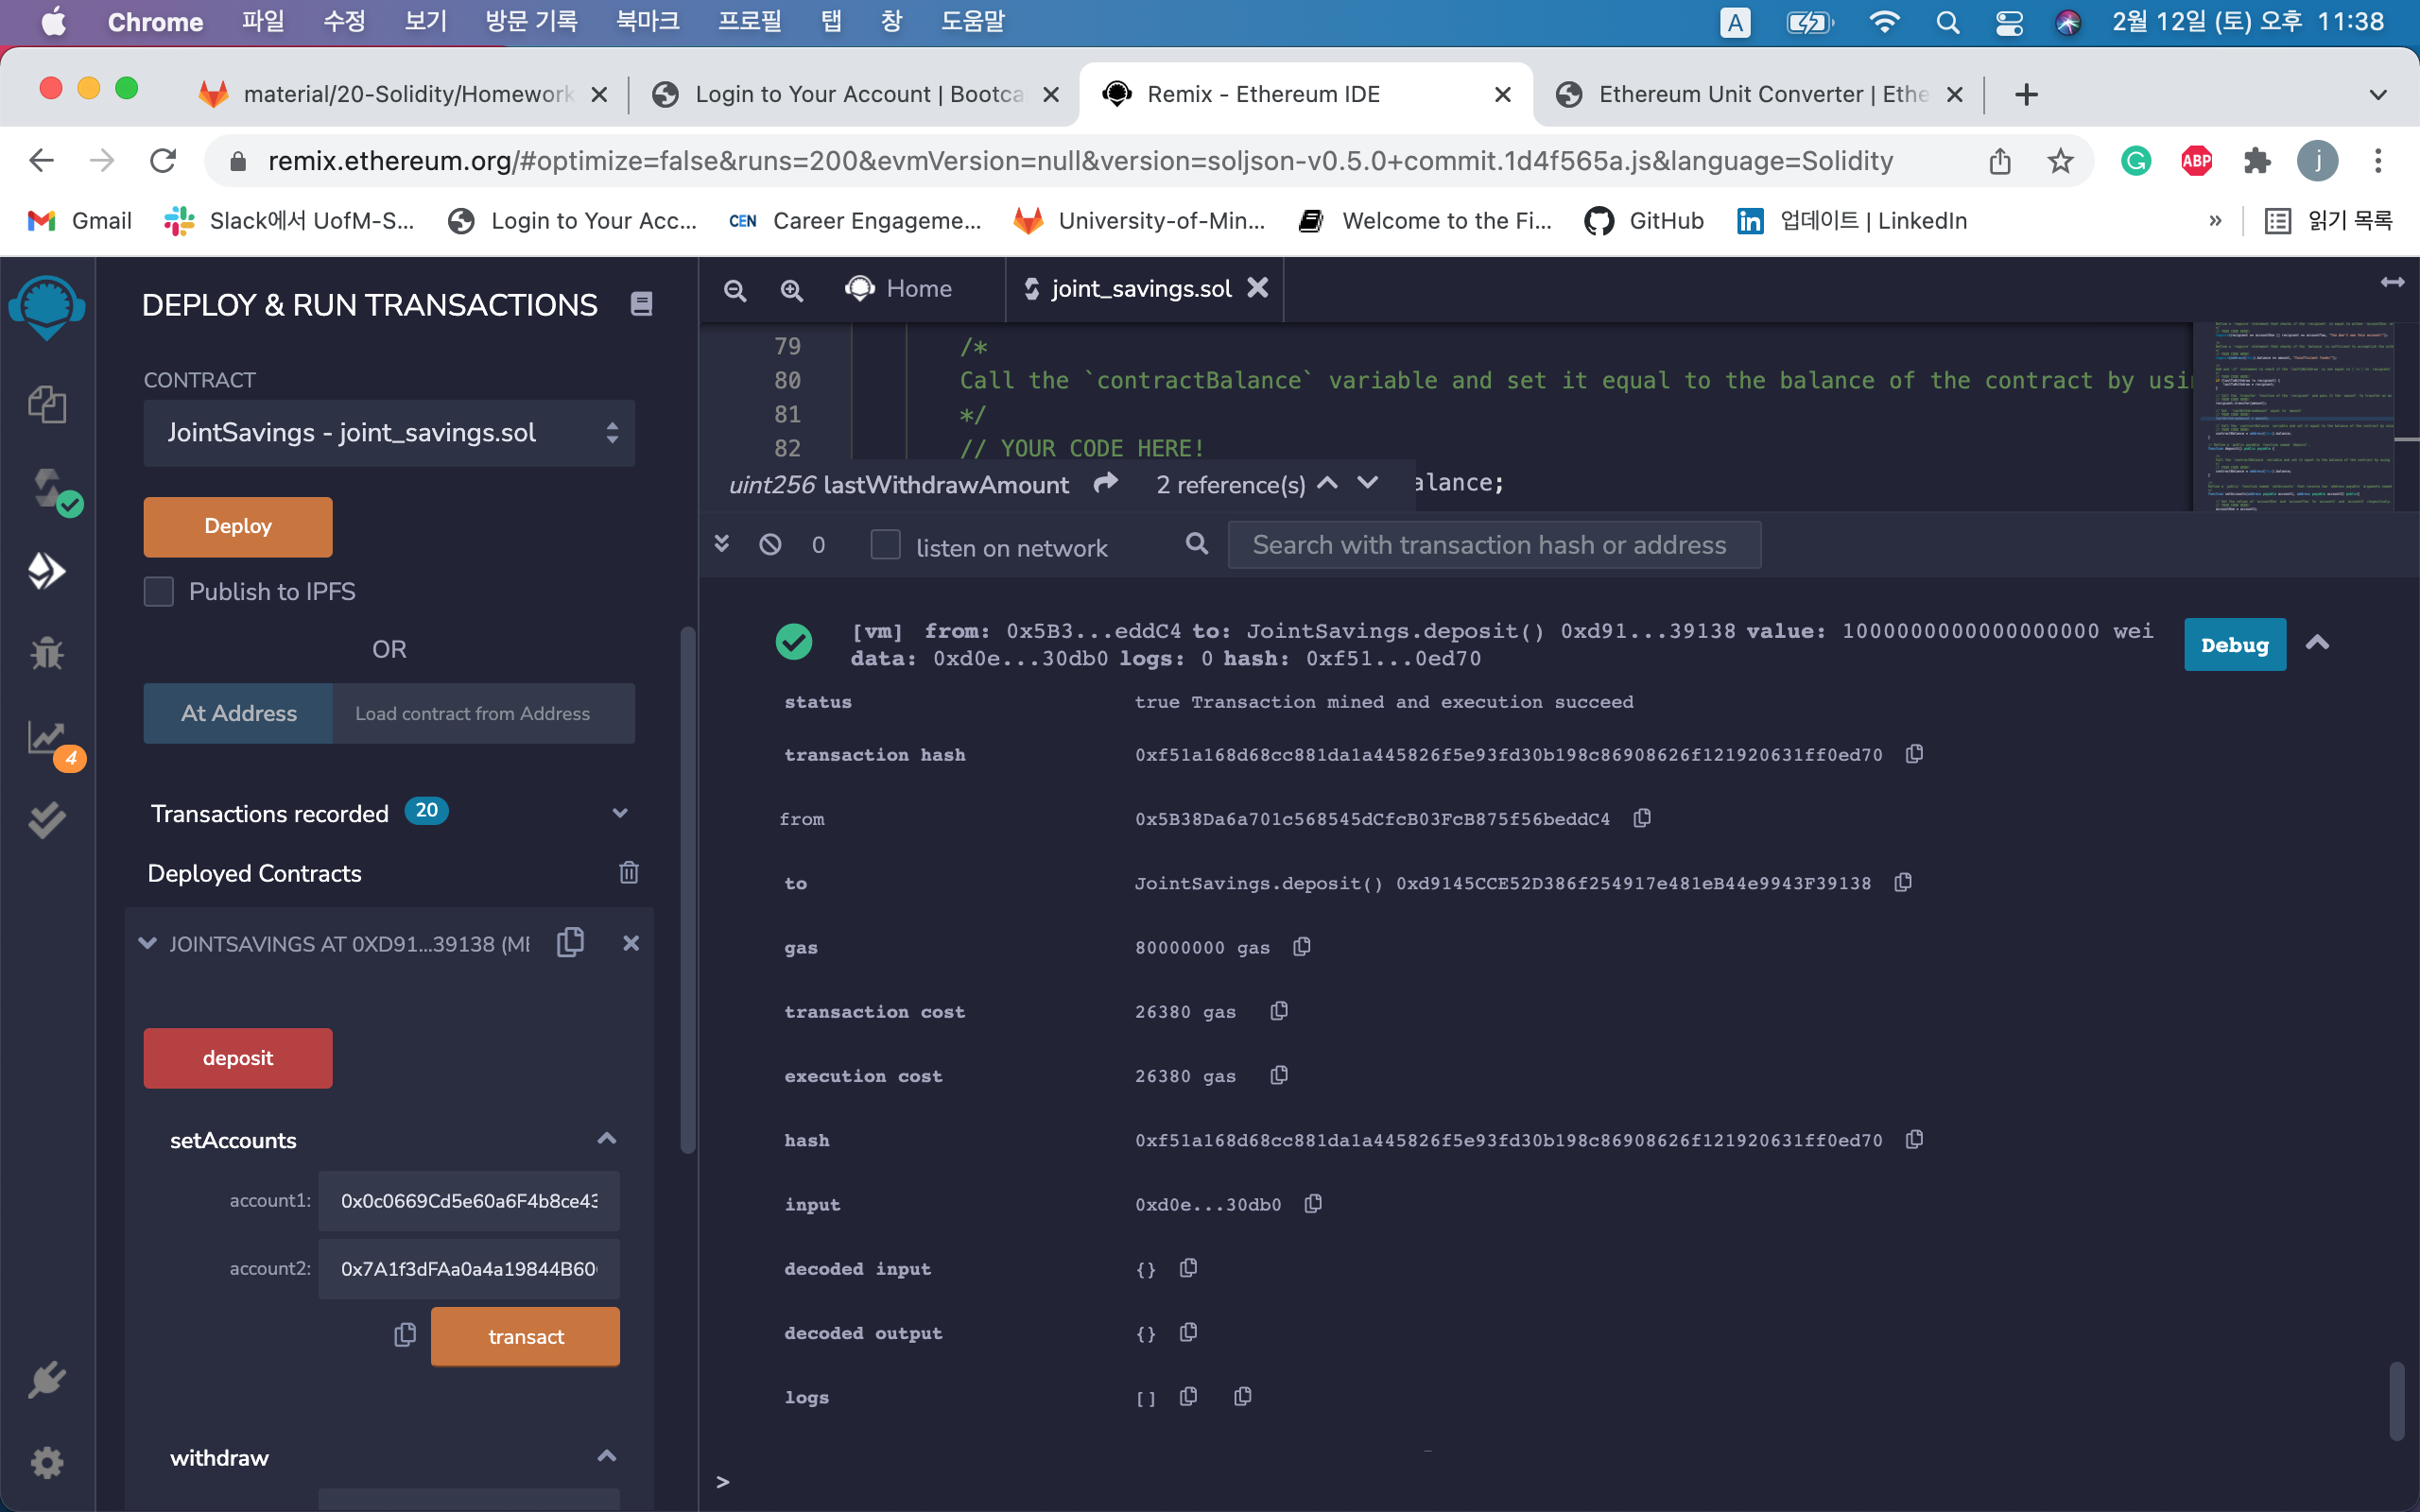 Chrome 파일 수정 보기 방문 기록 북마크 프로필 탭 창 도움말 A 2월 12일 (토) 오후 11:38
material/20-Solidity/Homework
Login to Your Account | Bootca
Remix - Ethereum IDE
Ethereum Unit Converter | Ethe
remix.ethereum.org/#optimize=false&runs=200&evmVersion=null&version=soljson-v0.5.0+commit.1d4f565a.js&language=Solidity
ABP
j
Gmail
Slack에서 UofM-S...
Login to Your Acc...
CEN Career Engageme...
University-of-Min...
Welcome to the Fi...
GitHub
업데이트 | LinkedIn
»
읽기 목록
DEPLOY & RUN TRANSACTIONS
CONTRACT
JointSavings - joint_savings.sol
Deploy
Publish to IPFS
OR
At Address Load contract from Address
4
Transactions recorded 20
Deployed Contracts
JOINTSAVINGS AT 0XD91...39138 (ME
deposit
setAccounts
account1: 0x0c0669Cd5e60a6F4b8ce43
account2: 0x7A1f3dFAa0a4a19844B60
transact
withdraw
Home
joint_savings.sol
79 /*
80 Call the `contractBalance` variable and set it equal to the balance of the contract by usi
81 */
82 // YOUR CODE HERE!
uint256 lastWithdrawAmount 2 reference(s) alance;
0 listen on network Search with transaction hash or address
[vm] from: 0x5B3...eddC4 to: JointSavings.deposit() 0xd91...39138 value: 1000000000000000000 wei
data: 0xd0e...30db0 logs: 0 hash: 0xf51...0ed70
Debug
status true Transaction mined and execution succeed
transaction hash 0xf51a168d68cc881da1a445826f5e93fd30b198c86908626f121920631ff0ed70
from 0x5B38Da6a701c568545dCfcB03FcB875f56beddC4
to JointSavings.deposit() 0xd9145CCE52D386f254917e481eB44e9943F39138
gas 80000000 gas
transaction cost 26380 gas
execution cost 26380 gas
hash 0xf51a168d68cc881da1a445826f5e93fd30b198c86908626f121920631ff0ed70
input 0xd0e...30db0
decoded input {}
decoded output {}
logs []
>